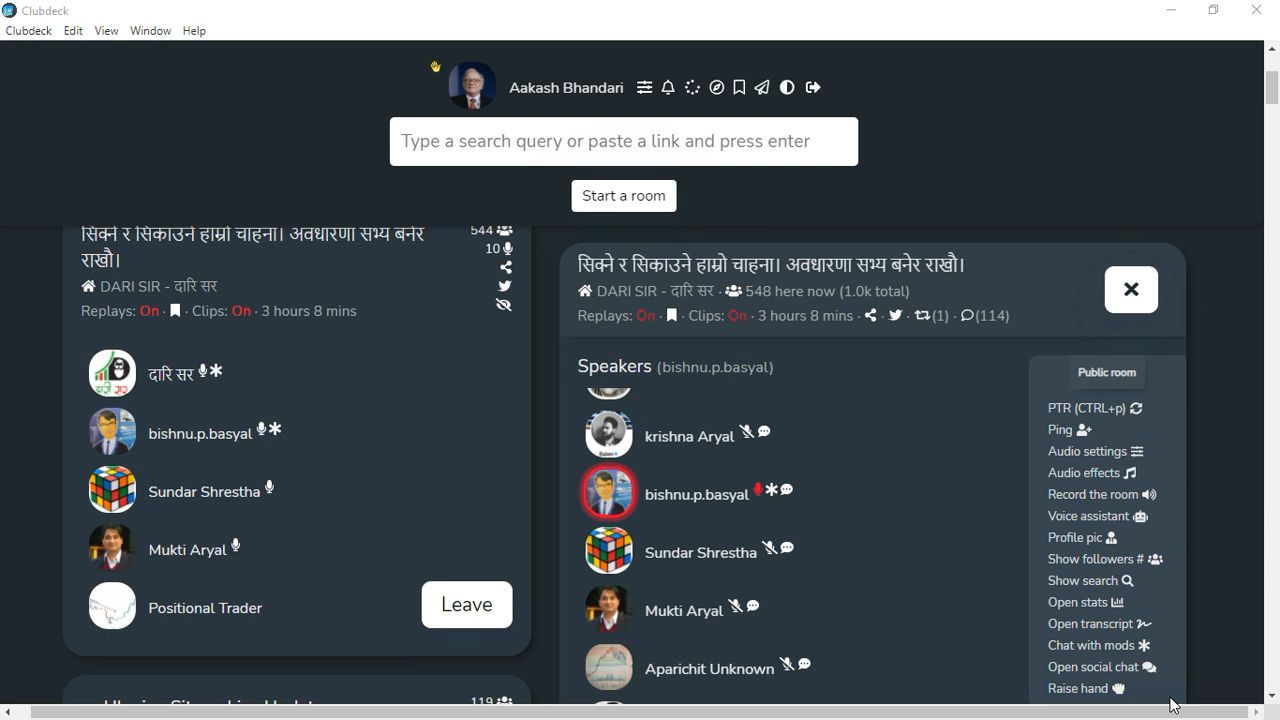 Clubdeck
Clubdeck Edit View Window Help
Aakash Bhandari
Type a search query or paste a link and press enter
Start a room
सिक्ने र सिकाउने हाम्रो चाहना। अवधारणा सभ्य बनेर
राखौ।
544
10
DARI SIR - दारि सर
Replays: On · Clips: On · 3 hours 8 mins
दारि सर
bishnu.p.basyal
Sundar Shrestha
Mukti Aryal
Positional Trader
Leave
119
सिक्ने र सिकाउने हाम्रो चाहना। अवधारणा सभ्य बनेर राखौ।
DARI SIR - दारि सर · 548 here now (1.0k total)
Replays: On · Clips: On · 3 hours 8 mins · · · (1) · (114)
Speakers (bishnu.p.basyal)
krishna Aryal
bishnu.p.basyal
Sundar Shrestha
Mukti Aryal
Aparichit Unknown
Public room
PTR (CTRL+p)
Ping
Audio settings
Audio effects
Record the room
Voice assistant
Profile pic
Show followers #
Show search
Open stats
Open transcript
Chat with mods
Open social chat
Raise hand